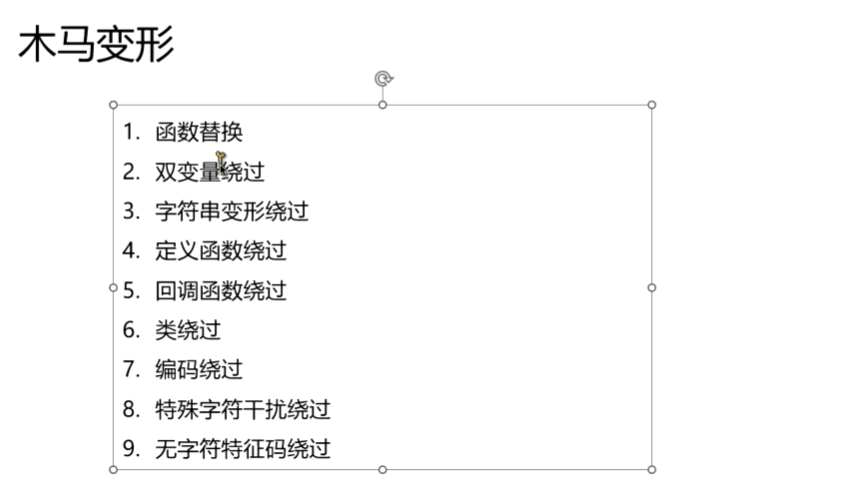 木马变形
1. 函数替换
2. 双变量绕过
3. 字符串变形绕过
4. 定义函数绕过
5. 回调函数绕过
6. 类绕过
7. 编码绕过
8. 特殊字符干扰绕过
9. 无字符特征码绕过